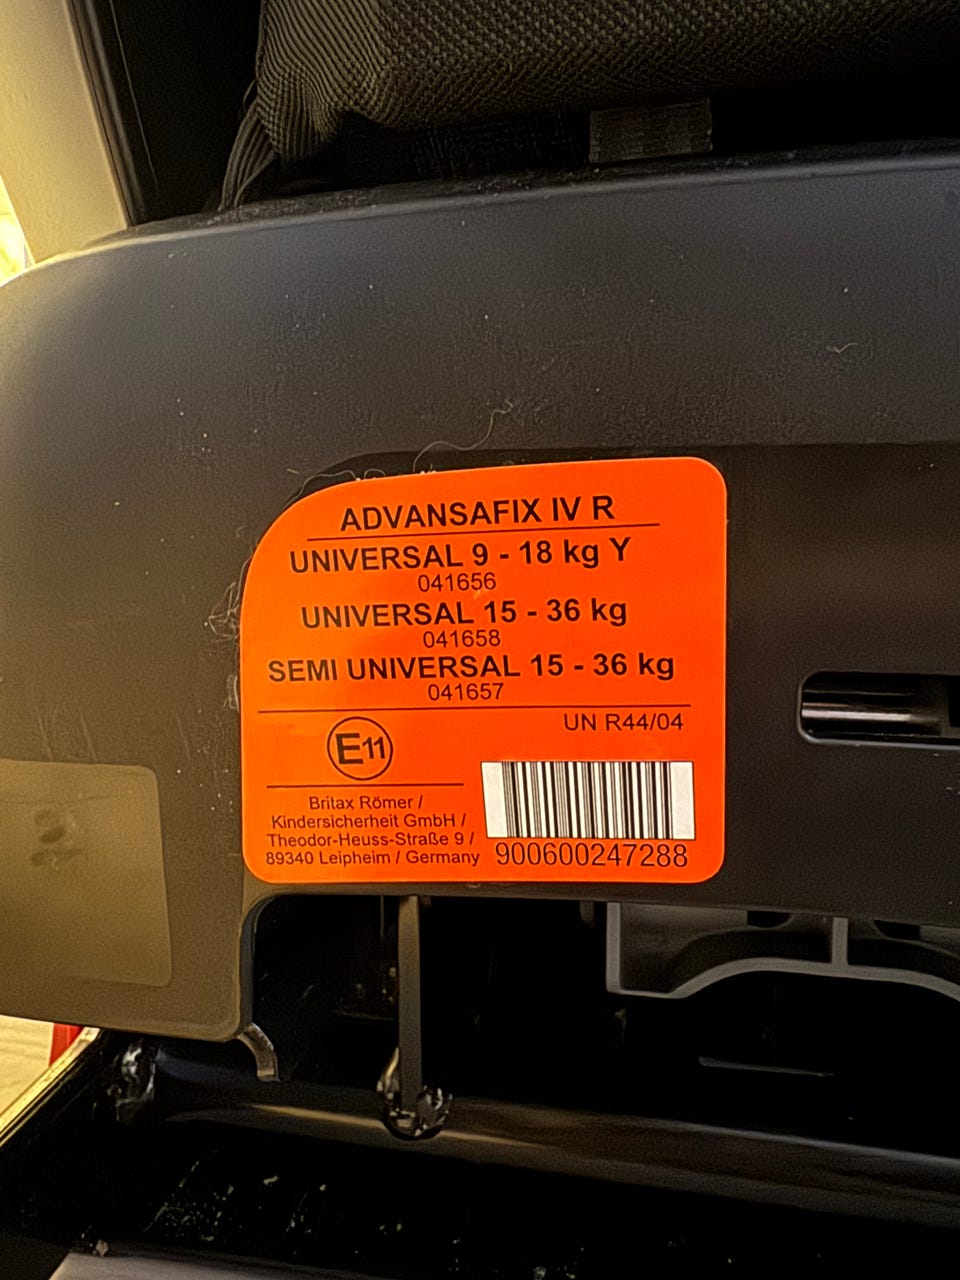 ADVANSAFIX IV R
UNIVERSAL 9 - 18 kg Y
041656
UNIVERSAL 15 - 36 kg
041658
SEMI UNIVERSAL 15 - 36 kg
041657
UN R44/04
E11
Britax Römer /
Kindersicherheit GmbH /
Theodor-Heuss-Straße 9 /
89340 Leipheim / Germany
900600247288